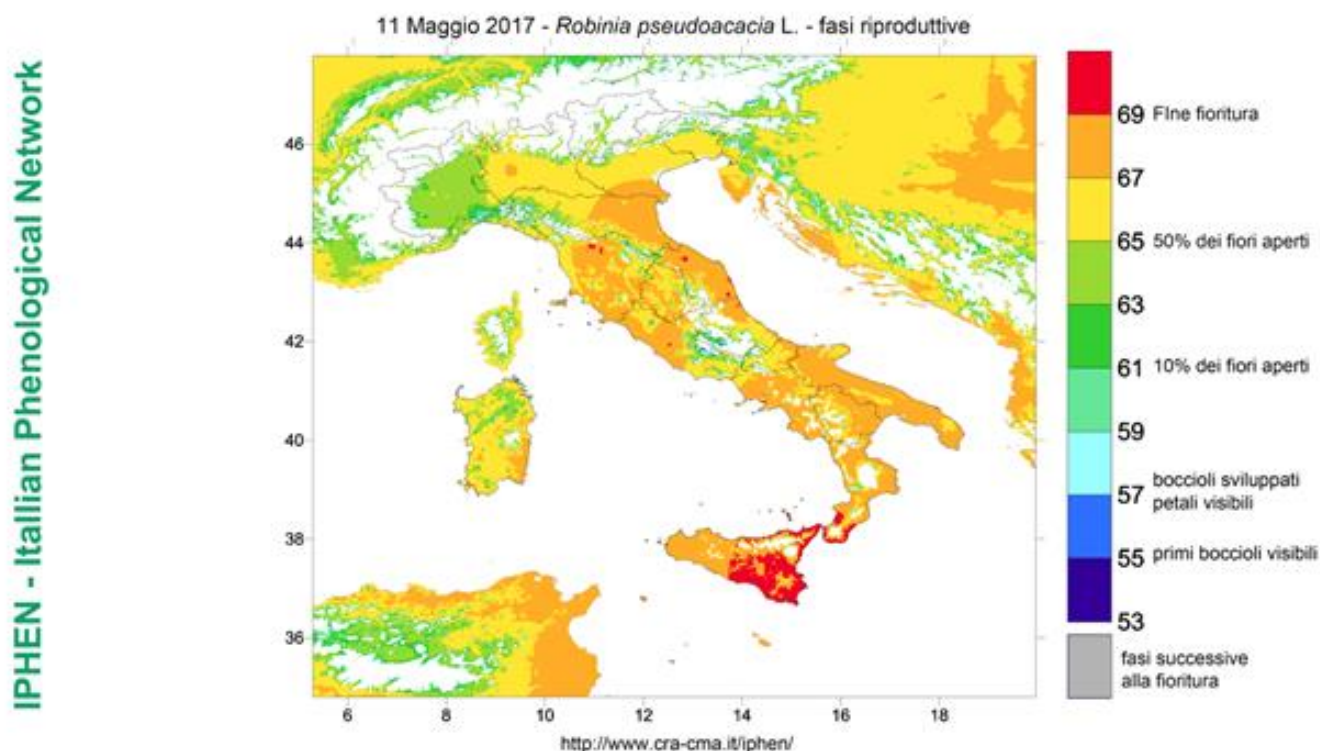 IPHEN - Itallian Phenological Network
11 Maggio 2017 - Robinia pseudoacacia L. - fasi riproduttive
46
44
42
40
38
36
6
8
10
12
14
16
18
http://www.cra-cma.it/iphen/
69 FIne fioritura
67
65 50% dei fiori aperti
63
61 10% dei fiori aperti
59
57 boccioli sviluppati
petali visibili
55 primi boccioli visibili
53
fasi successive
alla fioritura